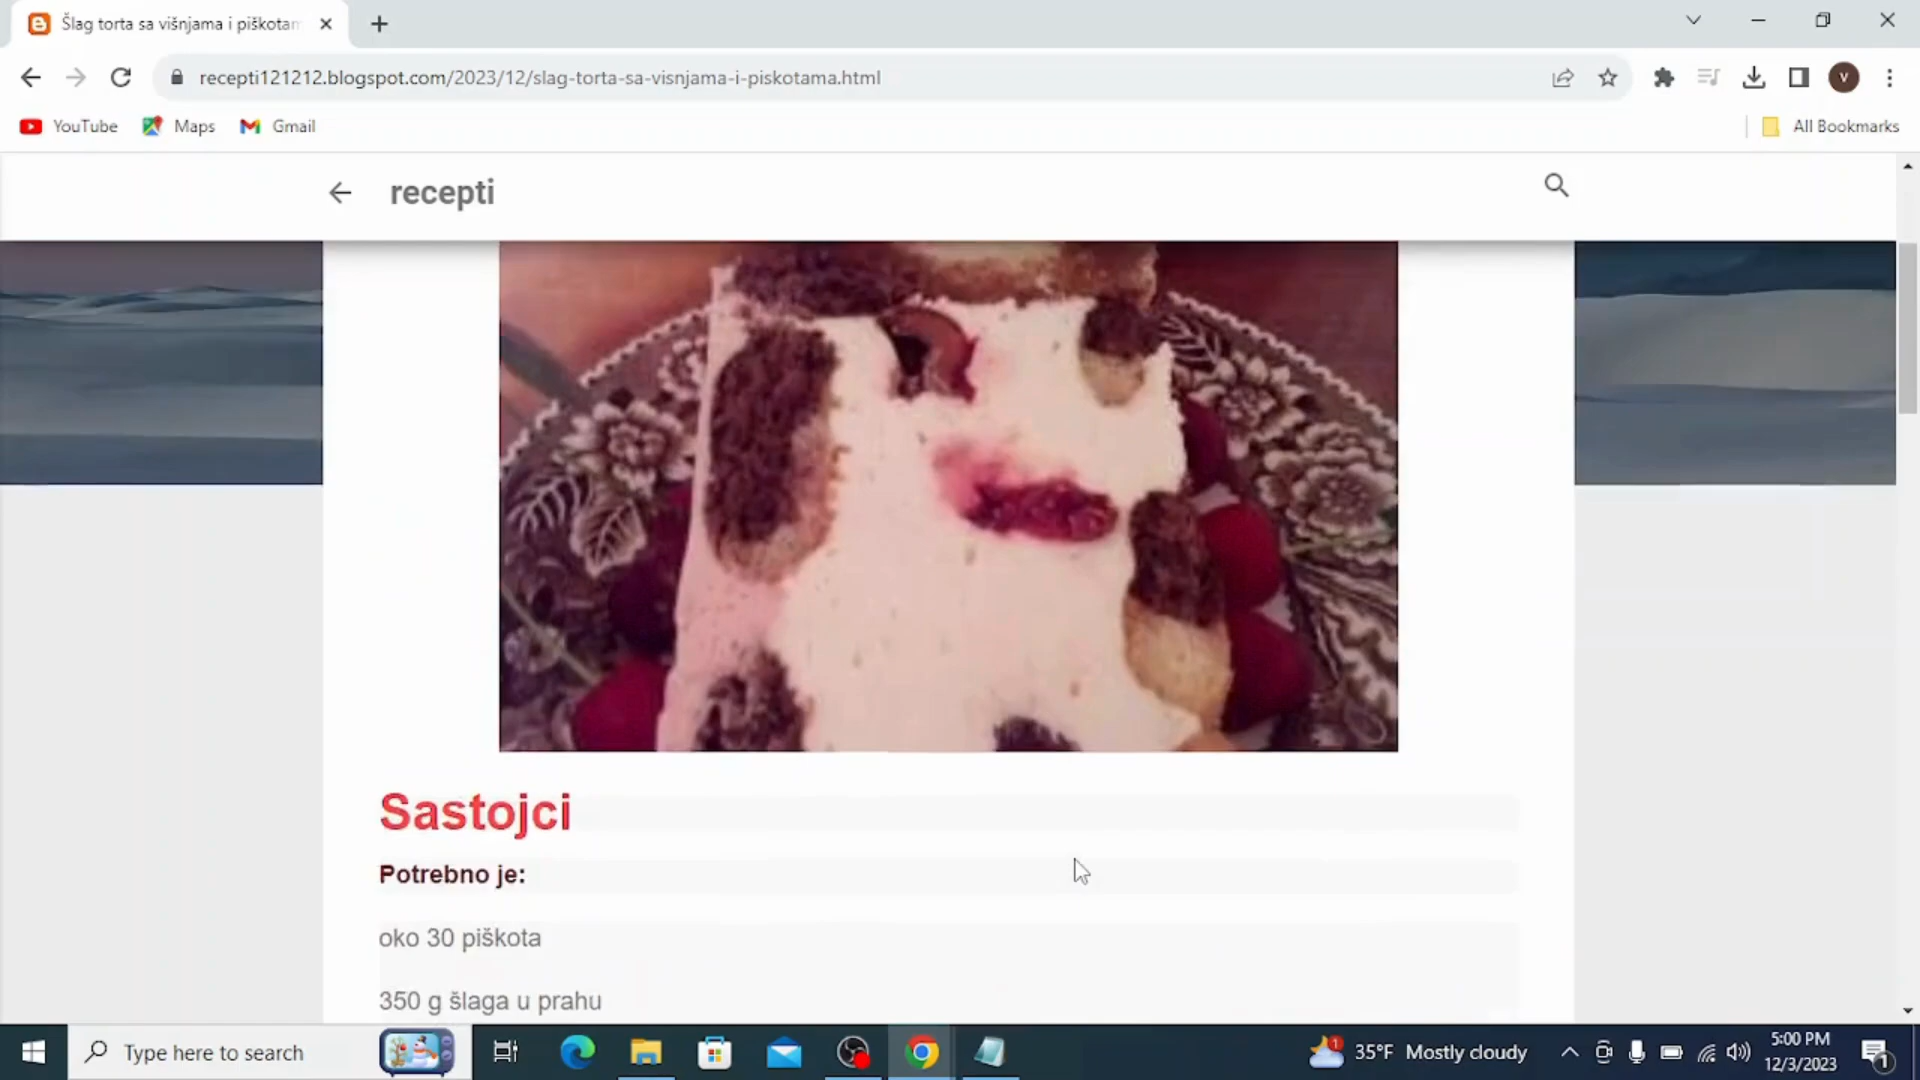 Šlag torta sa višnjama i piškotam
recepti121212.blogspot.com/2023/12/slag-torta-sa-visnjama-i-piskotama.html
V
YouTube
Maps
Gmail
All Bookmarks
recepti
Sastojci
Potrebno je:
oko 30 piškota
350 g šlaga u prahu
Type here to search
1
35°F Mostly cloudy
5:00 PM
12/3/2023
1